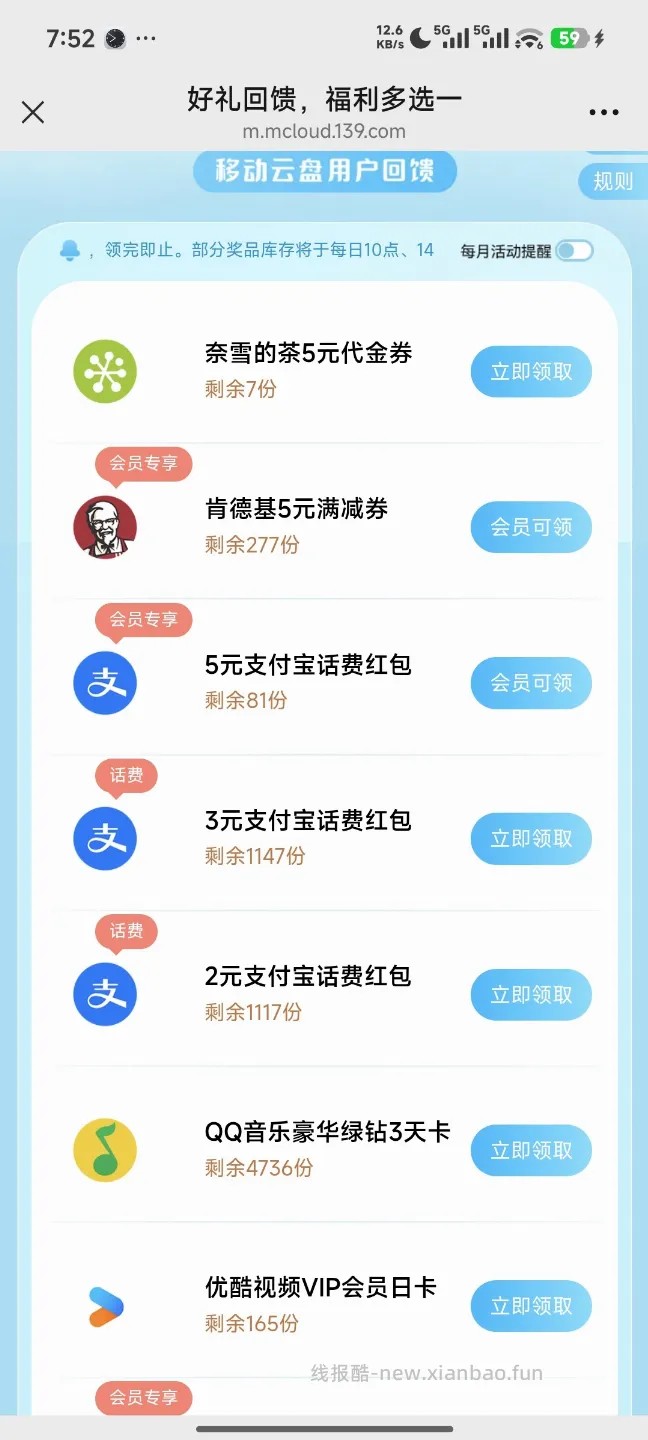 7:52
12.6
KB/s
5G
5G
6
59
好礼回馈，福利多选一
m.mcloud.139.com
移动云盘用户回馈
规则
，领完即止。部分奖品库存将于每日10点、14
每月活动提醒
奈雪的茶5元代金券
剩余7份
立即领取
会员专享
肯德基5元满减券
剩余277份
会员可领
会员专享
支
5元支付宝话费红包
剩余81份
会员可领
话费
支
3元支付宝话费红包
剩余1147份
立即领取
话费
支
2元支付宝话费红包
剩余1117份
立即领取
QQ音乐豪华绿钻3天卡
剩余4736份
立即领取
优酷视频VIP会员日卡
剩余165份
立即领取
线报酷-new.xianbao.fun
会员专享